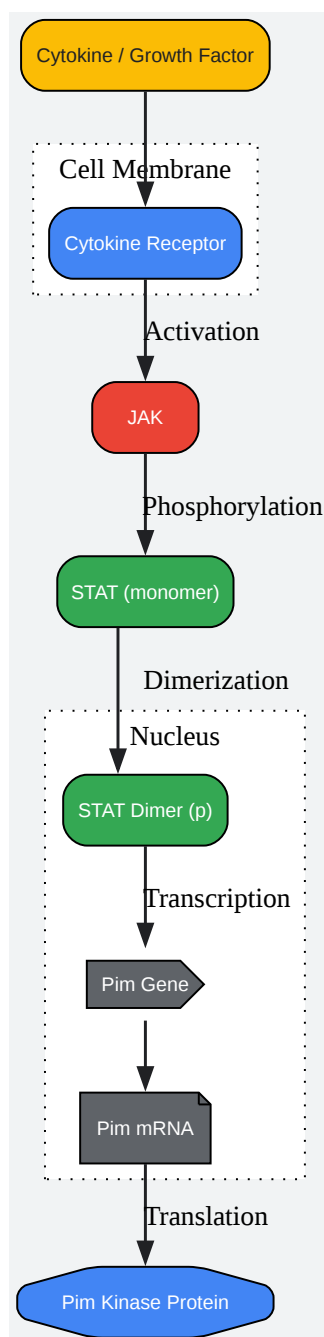 Cytokine / Growth Factor
Cell Membrane
Cytokine Receptor
Activation
JAK
Phosphorylation
STAT (monomer)
Dimerization
Nucleus
STAT Dimer (p)
Transcription
Pim Gene
Pim mRNA
Translation
Pim Kinase Protein